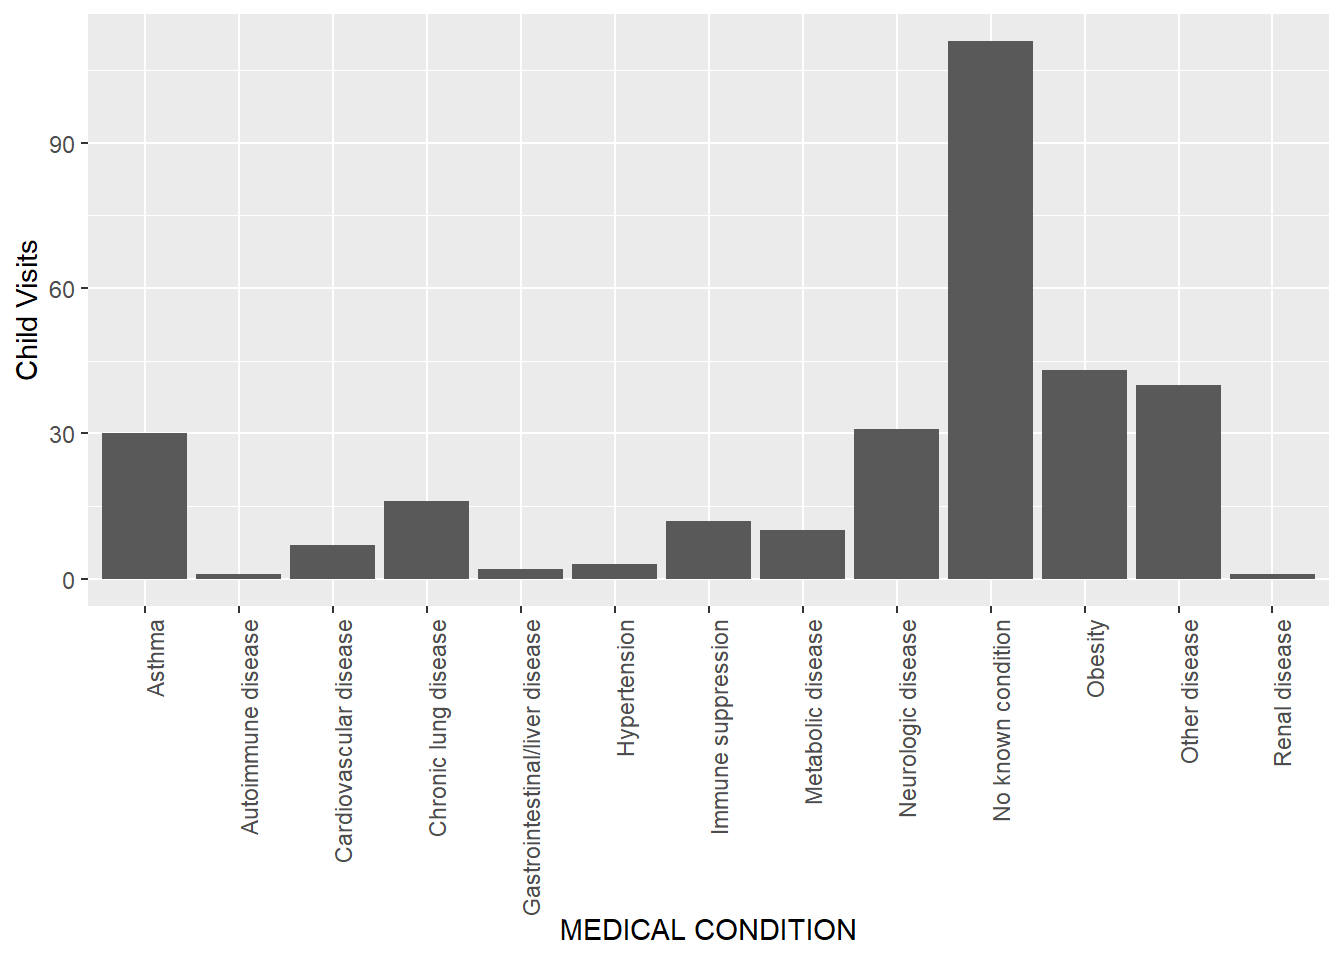 Child Visits
90
60
30
0
Asthma
Autoimmune disease
Cardiovascular disease
Chronic lung disease
Gastrointestinal/liver disease
Hypertension
Immune suppression
Metabolic disease
Neurologic disease
No known condition
Obesity
Other disease
Renal disease
MEDICAL CONDITION